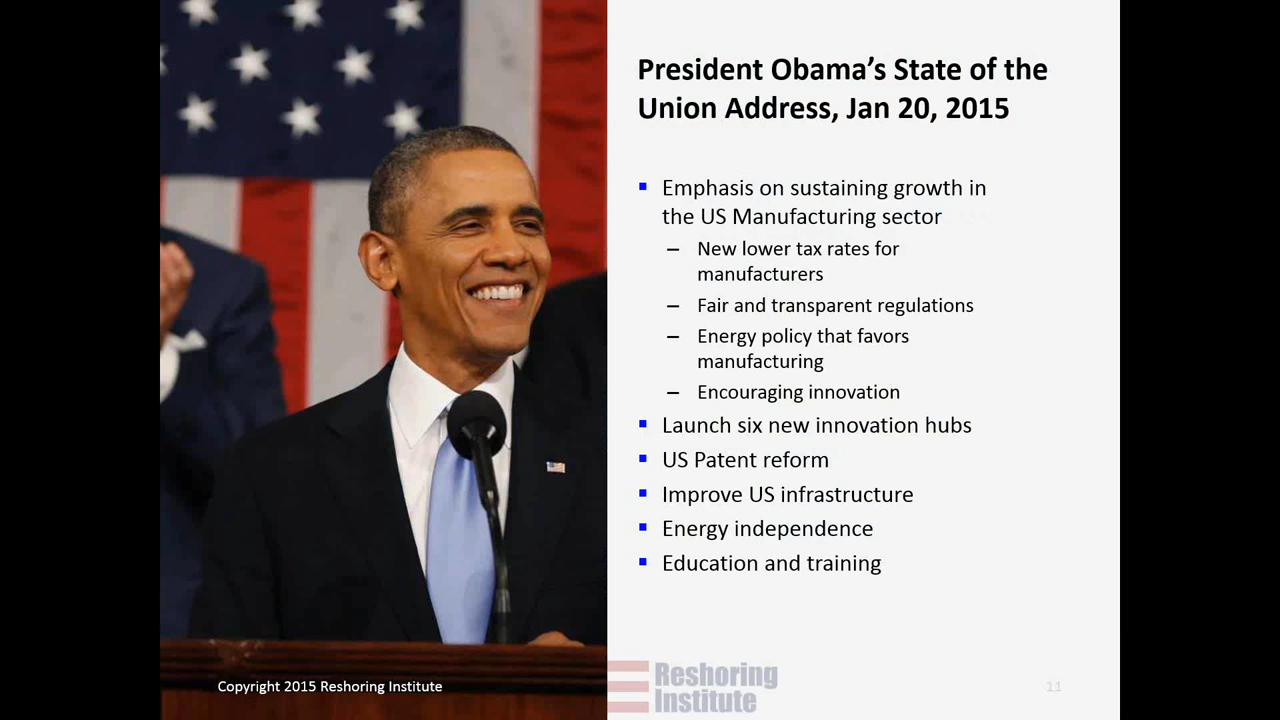 President Obama’s State of the
Union Address, Jan 20, 2015
▪ Emphasis on sustaining growth in
the US Manufacturing sector
– New lower tax rates for
manufacturers
– Fair and transparent regulations
– Energy policy that favors
manufacturing
– Encouraging innovation
▪ Launch six new innovation hubs
▪ US Patent reform
▪ Improve US infrastructure
▪ Energy independence
▪ Education and training
Copyright 2015 Reshoring Institute
Reshoring
Institute
11